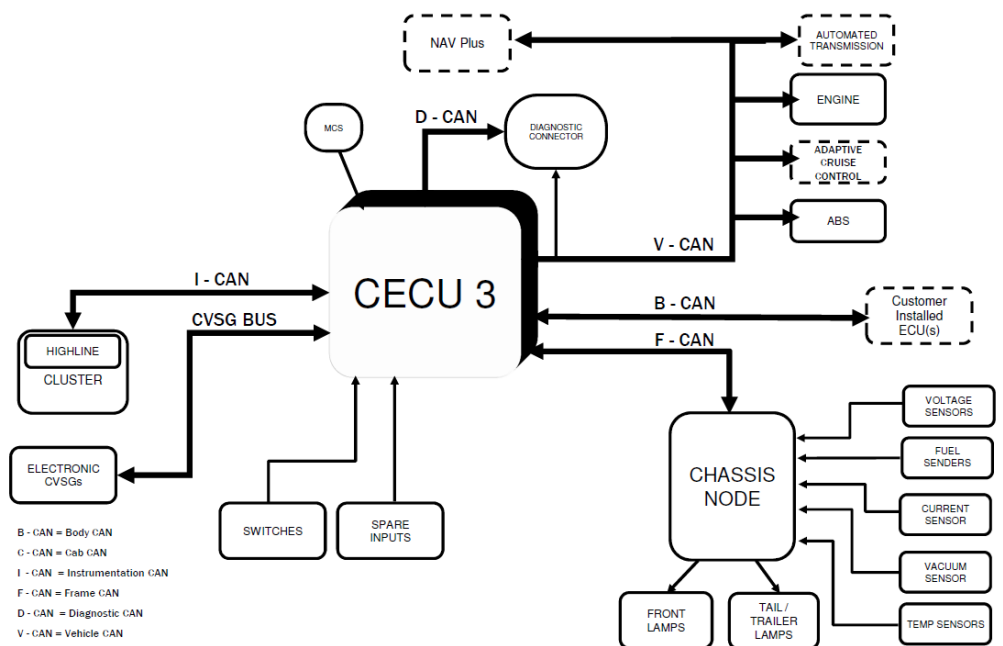 NAV Plus
AUTOMATED
TRANSMISSION
ENGINE
ADAPTIVE
CRUISE
CONTROL
ABS
MCS
D - CAN
DIAGNOSTIC
CONNECTOR
V - CAN
I - CAN
CECU 3
CVSG BUS
B - CAN
Customer
Installed
ECU(s)
F - CAN
HIGHLINE
CLUSTER
ELECTRONIC
CVSGs
SWITCHES
SPARE
INPUTS
CHASSIS
NODE
VOLTAGE
SENSORS
FUEL
SENDERS
CURRENT
SENSOR
VACUUM
SENSOR
TEMP SENSORS
FRONT
LAMPS
TAIL /
TRAILER
LAMPS
B - CAN = Body CAN
C - CAN = Cab CAN
I - CAN = Instrumentation CAN
F - CAN = Frame CAN
D - CAN = Diagnostic CAN
V - CAN = Vehicle CAN